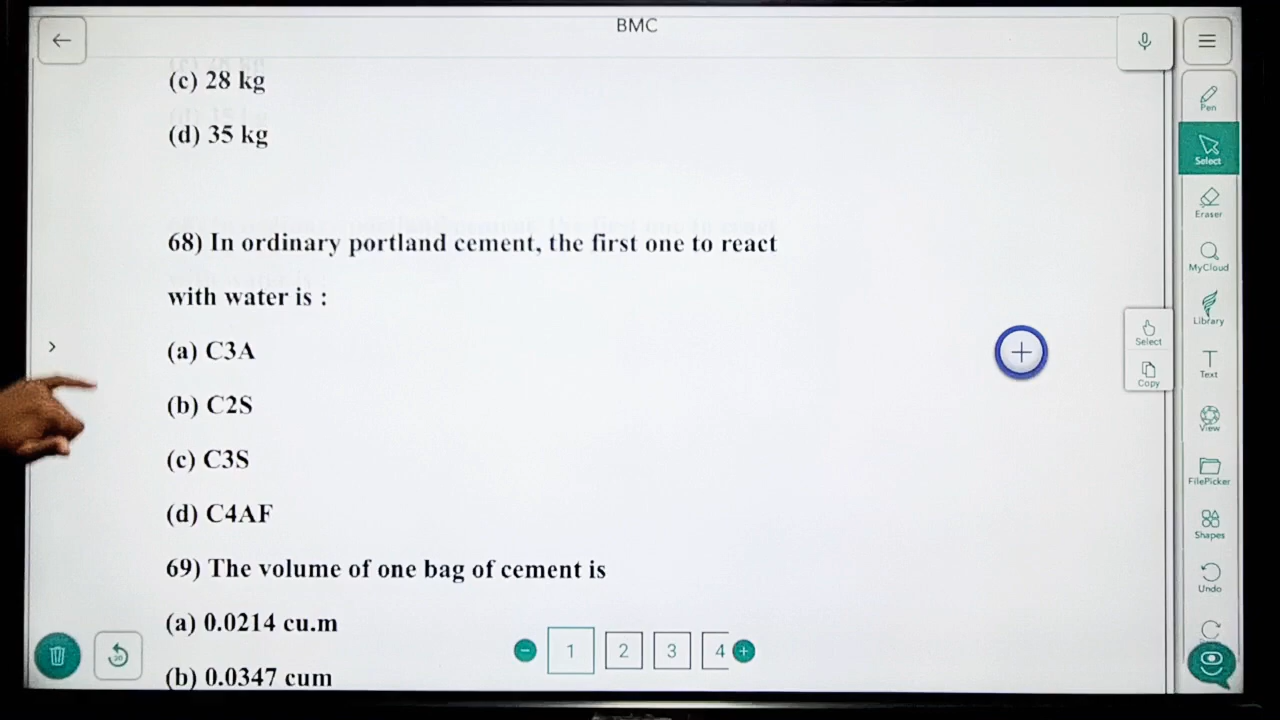 BMC
(c) 28 kg
(d) 35 kg
68) In ordinary portland cement, the first one to react
with water is :
(a) C3A
(b) C2S
(c) C3S
(d) C4AF
69) The volume of one bag of cement is
(a) 0.0214 cu.m
(b) 0.0347 cum
Pen
Select
Eraser
MyCloud
Library
Text
View
FilePicker
Shapes
Undo
Select
Copy
1 2 3 4